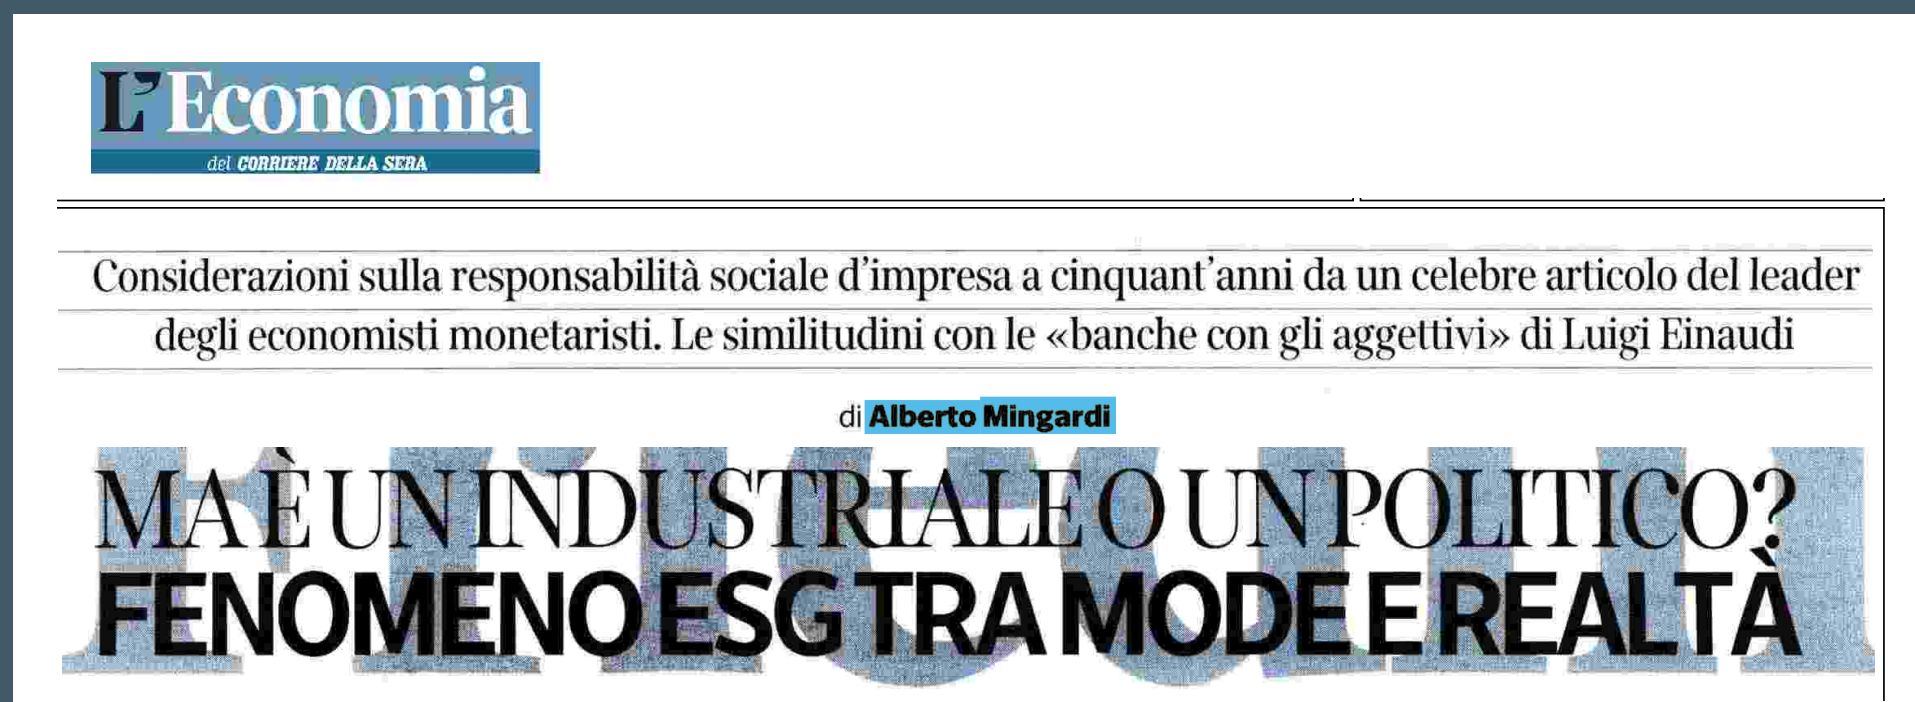 L'Economia
del CORRIERE DELLA SERA
Considerazioni sulla responsabilità sociale d'impresa a cinquant'anni da un celebre articolo del leader
degli economisti monetaristi. Le similitudini con le «banche con gli aggettivi» di Luigi Einaudi
di Alberto Mingardi
MA È UN INDUSTRIALE O UN POLITICO?
FENOMENO ESG TRA MODE E REALTÀ